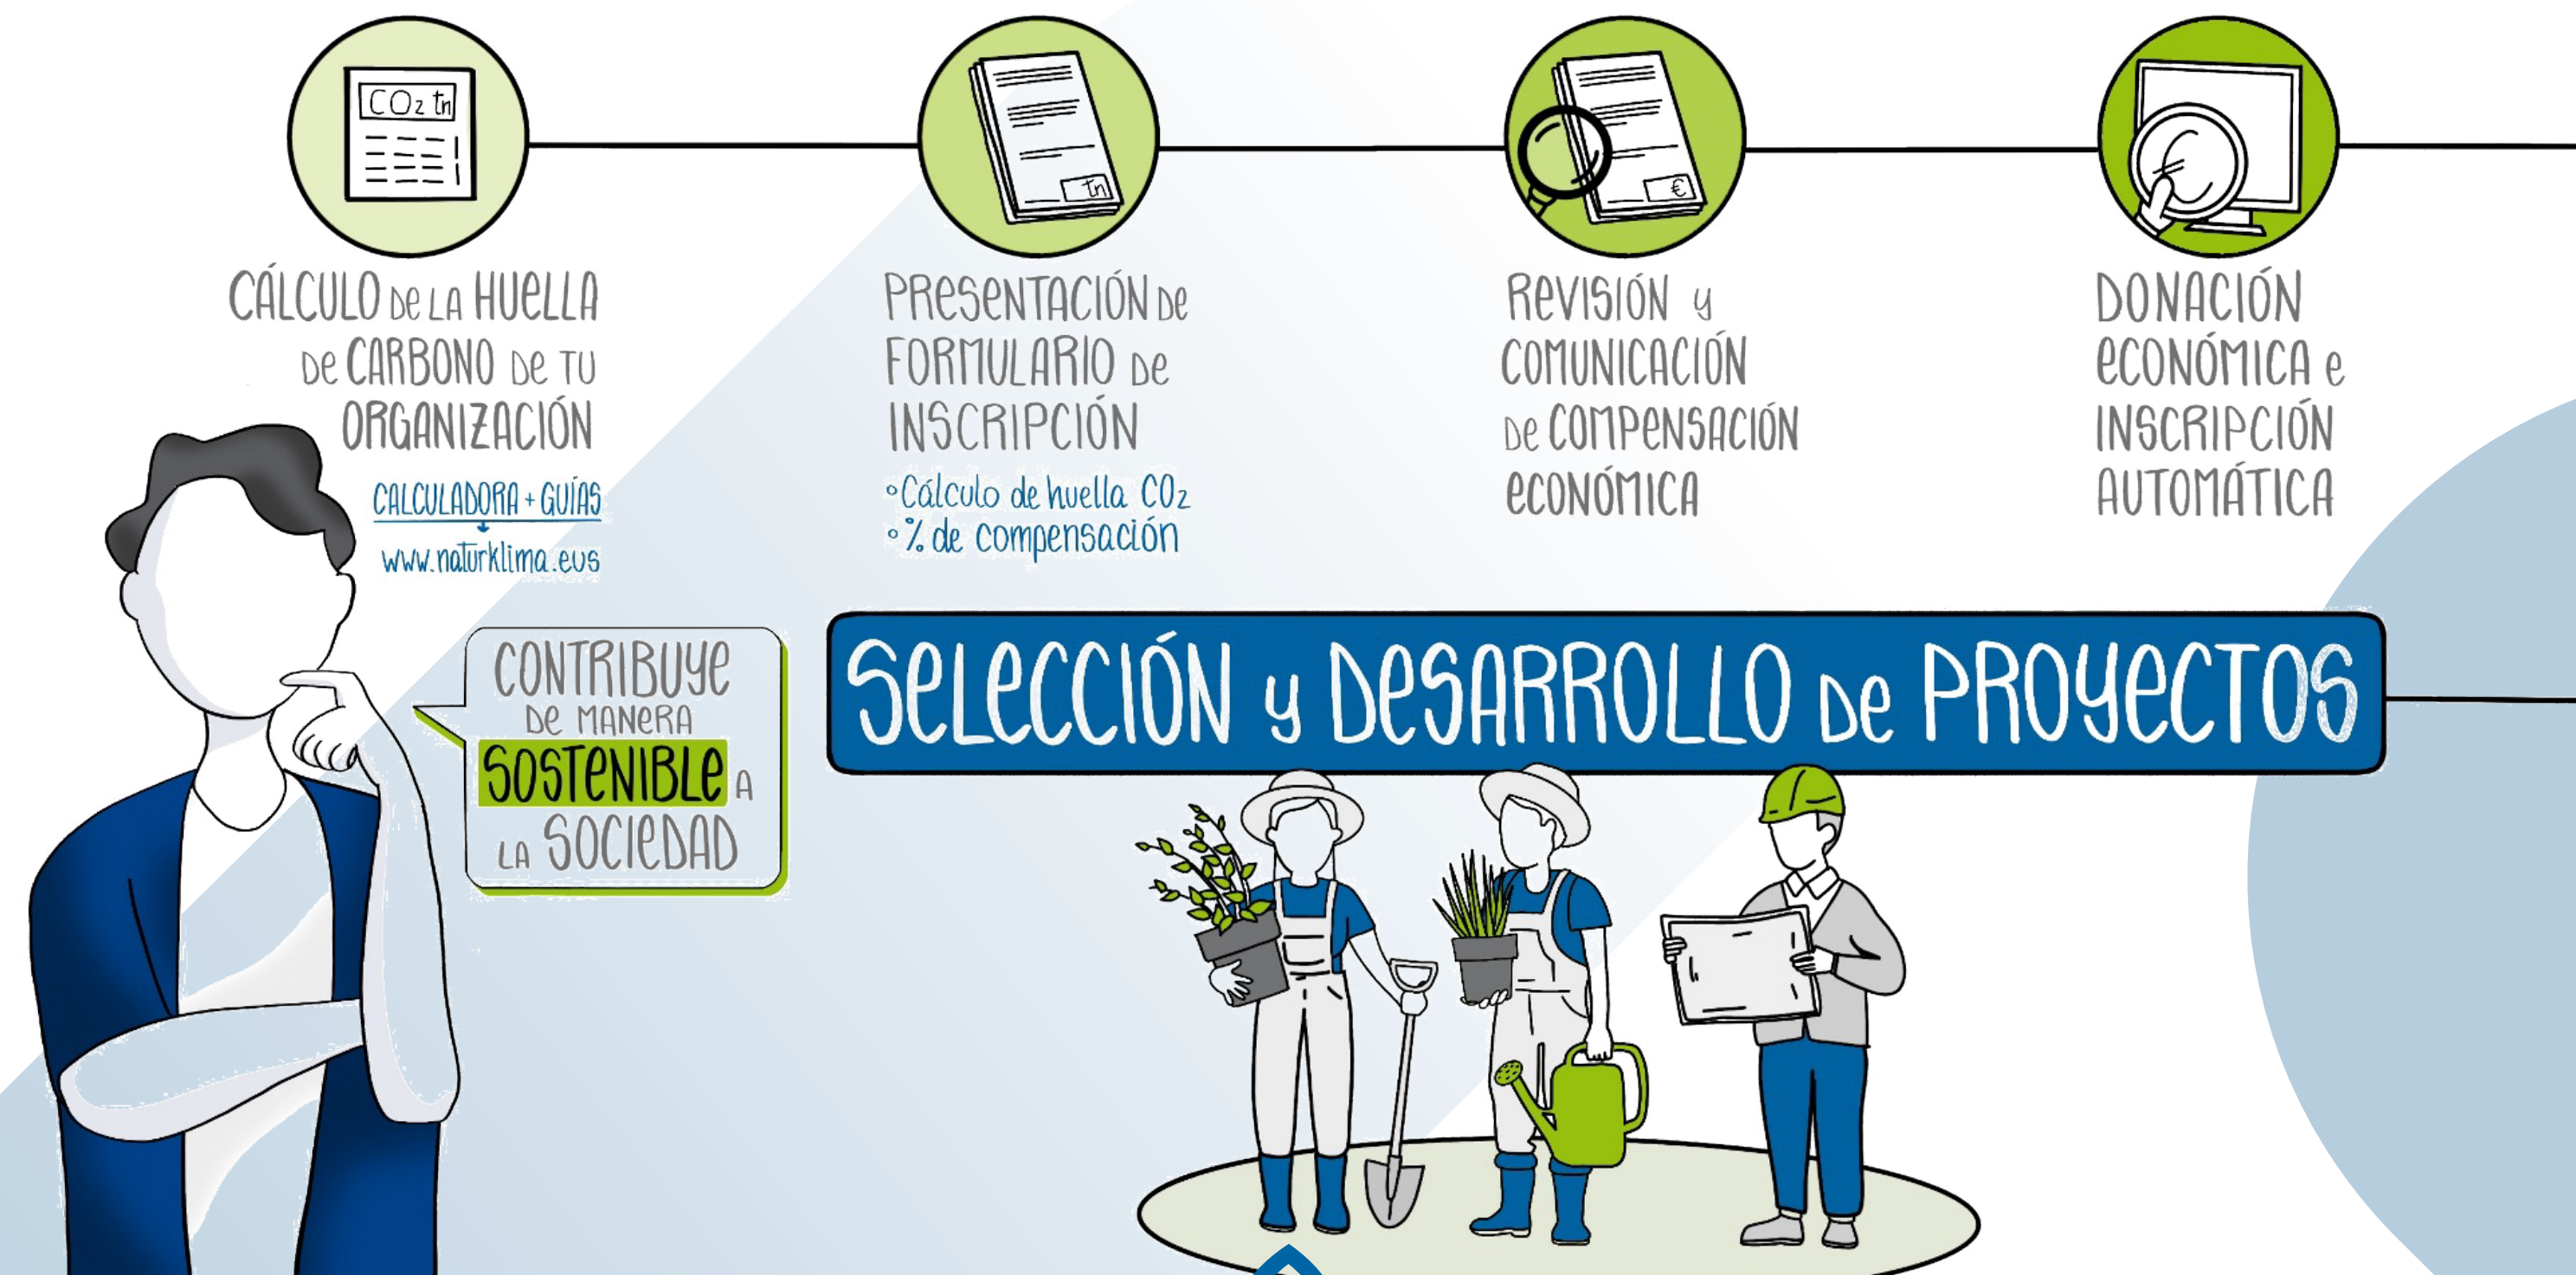 CO2 tn
CÁLCULO DE LA HUELLA
DE CARBONO DE TU
ORGANIZACIÓN
CALCULADORA + GUÍAS
www.naturklima.eus
tn
PRESENTACIÓN DE
FORMULARIO DE
INSCRIPCIÓN
◦Cálculo de huella CO2
◦% de compensación
€
REVISIÓN y
COMUNICACIÓN
DE COMPENSACIÓN
ECONÓMICA
DONACIÓN
ECONÓMICA e
INSCRIPCIÓN
AUTOMÁTICA
CONTRIBUYE
DE MANERA
SOSTENIBLE A
LA SOCIEDAD
SELECCIÓN y DESARROLLO DE PROYECTOS